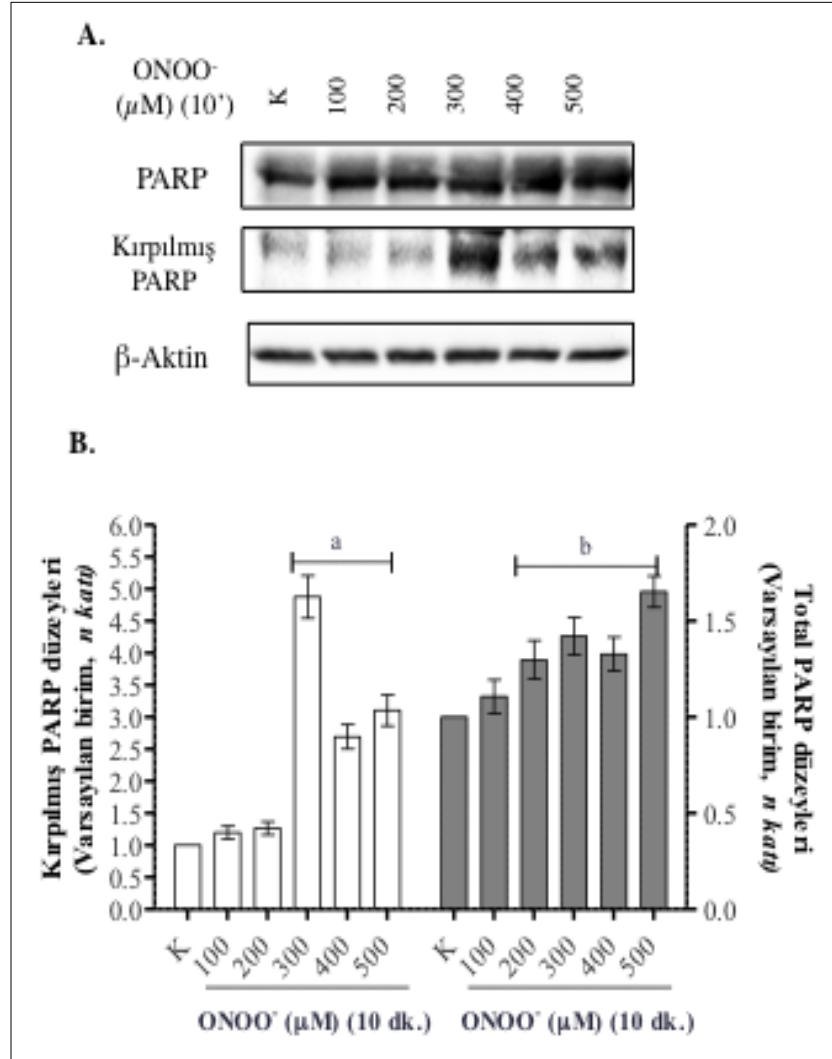 A.
ONOO⁻
(µM) (10’)
K
100
200
300
400
500
PARP
Kırpılmış
PARP
β-Aktin
B.
Kırpılmış PARP düzeyleri
(Varsayılan birim, n katı)
6.0
5.5
5.0
4.5
4.0
3.5
3.0
2.5
2.0
1.5
1.0
0.5
0.0
a
b
2.0
1.5
1.0
0.5
0.0
Total PARP düzeyleri
(Varsayılan birim, n katı)
K
100
200
300
400
500
K
100
200
300
400
500
ONOO⁻ (µM) (10 dk.)
ONOO⁻ (µM) (10 dk.)